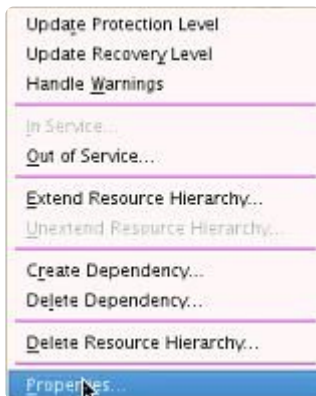 Update Protection Level
Update Recovery Level
Handle Warnings
In Service...
Out of Service...
Extend Resource Hierarchy...
Unextend Resource Hierarchy...
Create Dependency...
Delete Dependency...
Delete Resource Hierarchy...
Properties...